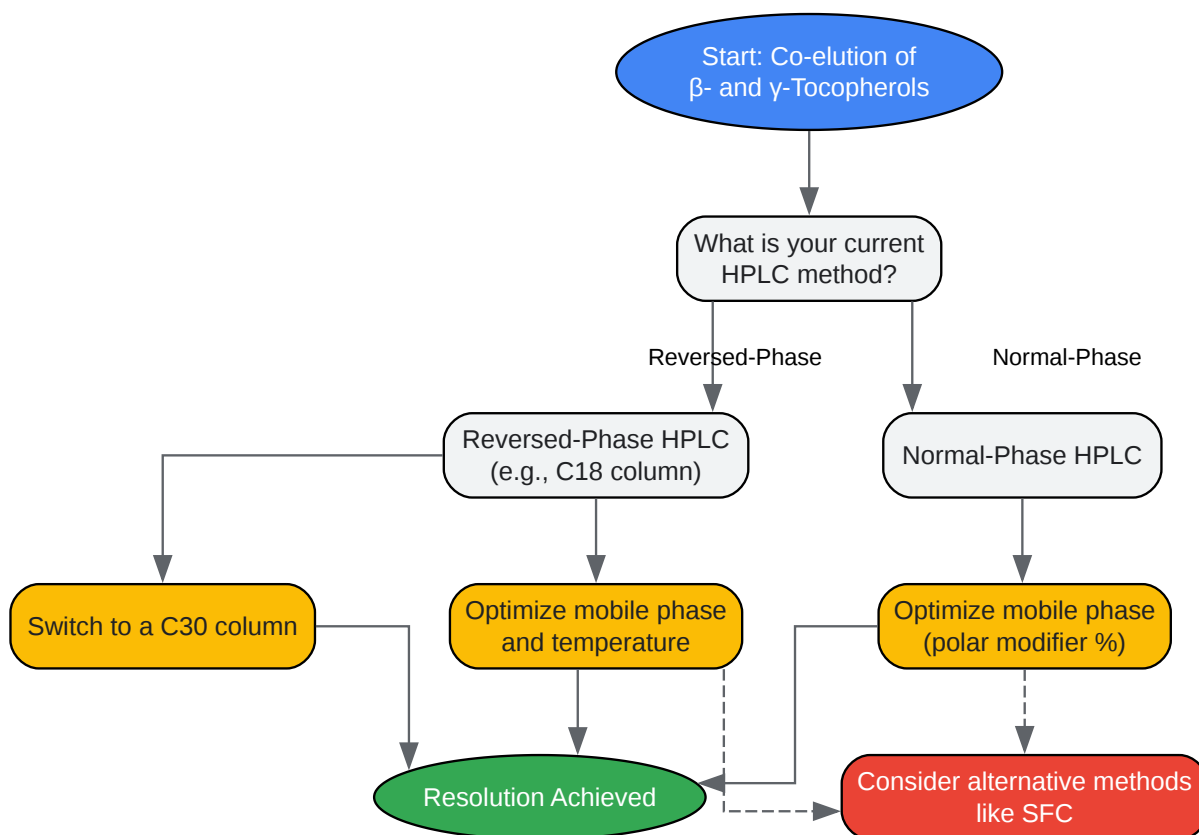 Start: Co-elution of
β- and γ-Tocopherols
What is your current
HPLC method?
Reversed-Phase
Normal-Phase
Reversed-Phase HPLC
(e.g., C18 column)
Normal-Phase HPLC
Switch to a C30 column
Optimize mobile phase
and temperature
Optimize mobile phase
(polar modifier %)
Resolution Achieved
Consider alternative methods
like SFC